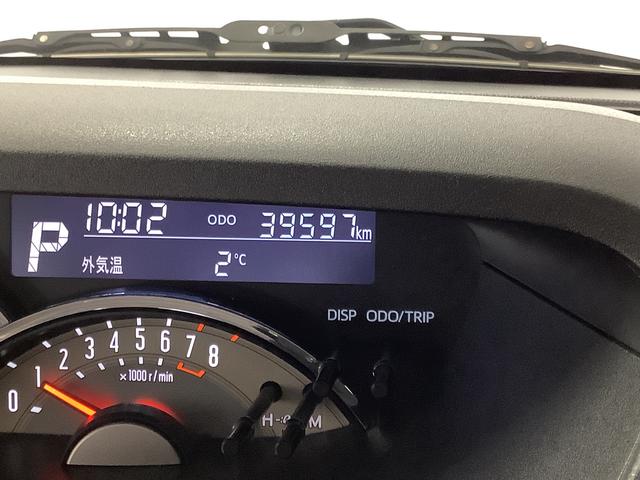 P 10:02 ODO 39597km
外気温 2℃
DISP ODO/TRIP
0 1 2 3 4 5 6 7 8
×1000 r/min